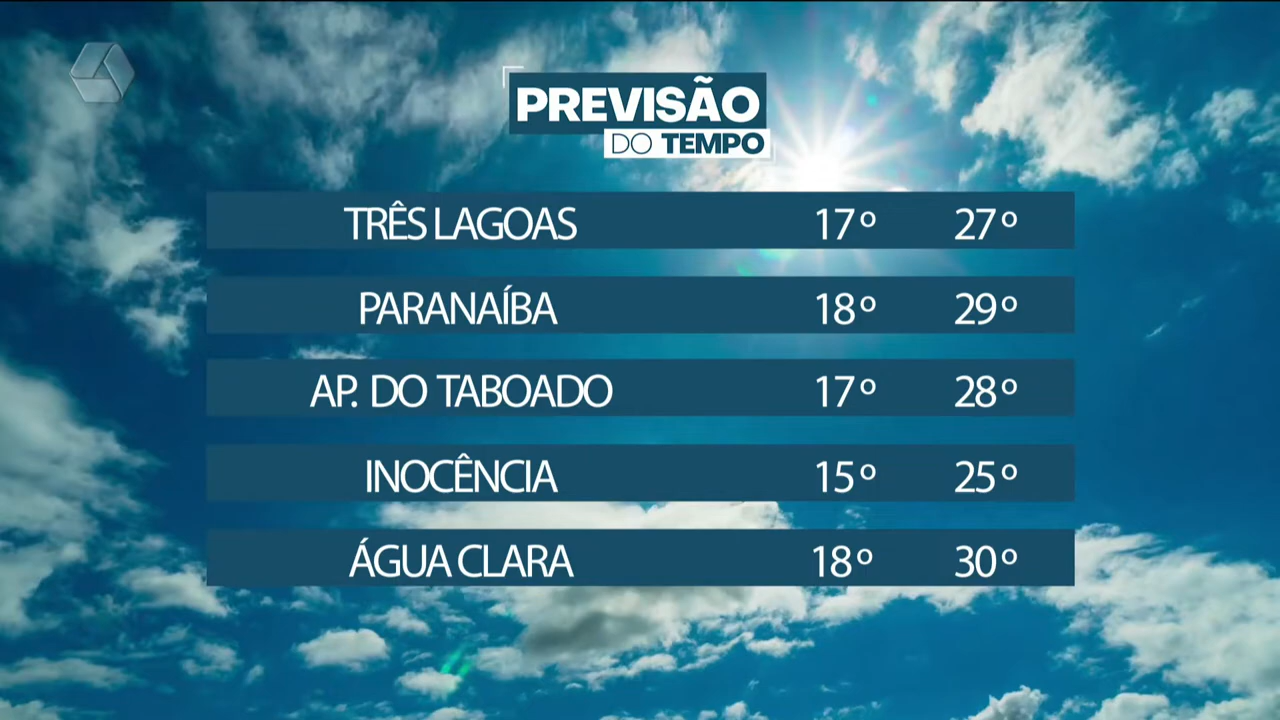 PREVISÃO
DO TEMPO
TRÊS LAGOAS 17º 27º
PARANAÍBA 18º 29º
AP. DO TABOADO 17º 28º
INOCÊNCIA 15º 25º
ÁGUA CLARA 18º 30º